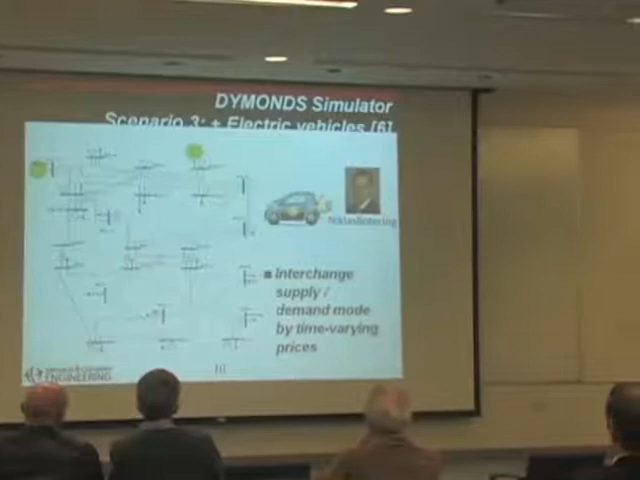 DYMONDS Simulator
Scenario 3: + Electric vehicles [6]
Interchange
supply /
demand mode
by time-varying
prices
ENGINEERING